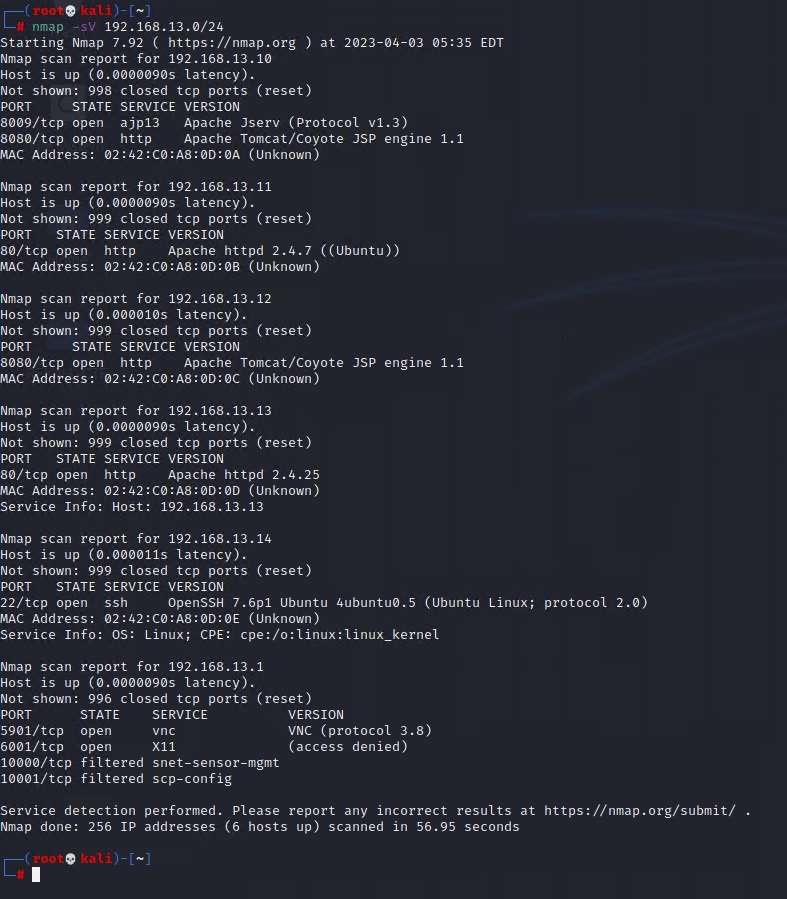 ┌──(root💀kali)-[~]
└─# nmap -sV 192.168.13.0/24
Starting Nmap 7.92 ( https://nmap.org ) at 2023-04-03 05:35 EDT
Nmap scan report for 192.168.13.10
Host is up (0.0000090s latency).
Not shown: 998 closed tcp ports (reset)
PORT     STATE SERVICE VERSION
8009/tcp open  ajp13   Apache Jserv (Protocol v1.3)
8080/tcp open  http    Apache Tomcat/Coyote JSP engine 1.1
MAC Address: 02:42:C0:A8:0D:0A (Unknown)

Nmap scan report for 192.168.13.11
Host is up (0.0000090s latency).
Not shown: 999 closed tcp ports (reset)
PORT   STATE SERVICE VERSION
80/tcp open  http    Apache httpd 2.4.7 ((Ubuntu))
MAC Address: 02:42:C0:A8:0D:0B (Unknown)

Nmap scan report for 192.168.13.12
Host is up (0.000010s latency).
Not shown: 999 closed tcp ports (reset)
PORT     STATE SERVICE VERSION
8080/tcp open  http    Apache Tomcat/Coyote JSP engine 1.1
MAC Address: 02:42:C0:A8:0D:0C (Unknown)

Nmap scan report for 192.168.13.13
Host is up (0.0000090s latency).
Not shown: 999 closed tcp ports (reset)
PORT   STATE SERVICE VERSION
80/tcp open  http    Apache httpd 2.4.25
MAC Address: 02:42:C0:A8:0D:0D (Unknown)
Service Info: Host: 192.168.13.13

Nmap scan report for 192.168.13.14
Host is up (0.000011s latency).
Not shown: 999 closed tcp ports (reset)
PORT   STATE SERVICE VERSION
22/tcp open  ssh     OpenSSH 7.6p1 Ubuntu 4ubuntu0.5 (Ubuntu Linux; protocol 2.0)
MAC Address: 02:42:C0:A8:0D:0E (Unknown)
Service Info: OS: Linux; CPE: cpe:/o:linux:linux_kernel

Nmap scan report for 192.168.13.1
Host is up (0.0000090s latency).
Not shown: 996 closed tcp ports (reset)
PORT      STATE    SERVICE          VERSION
5901/tcp  open     vnc              VNC (protocol 3.8)
6001/tcp  open     X11              (access denied)
10000/tcp filtered snet-sensor-mgmt
10001/tcp filtered scp-config

Service detection performed. Please report any incorrect results at https://nmap.org/submit/ .
Nmap done: 256 IP addresses (6 hosts up) scanned in 56.95 seconds

┌──(root💀kali)-[~]
└─#